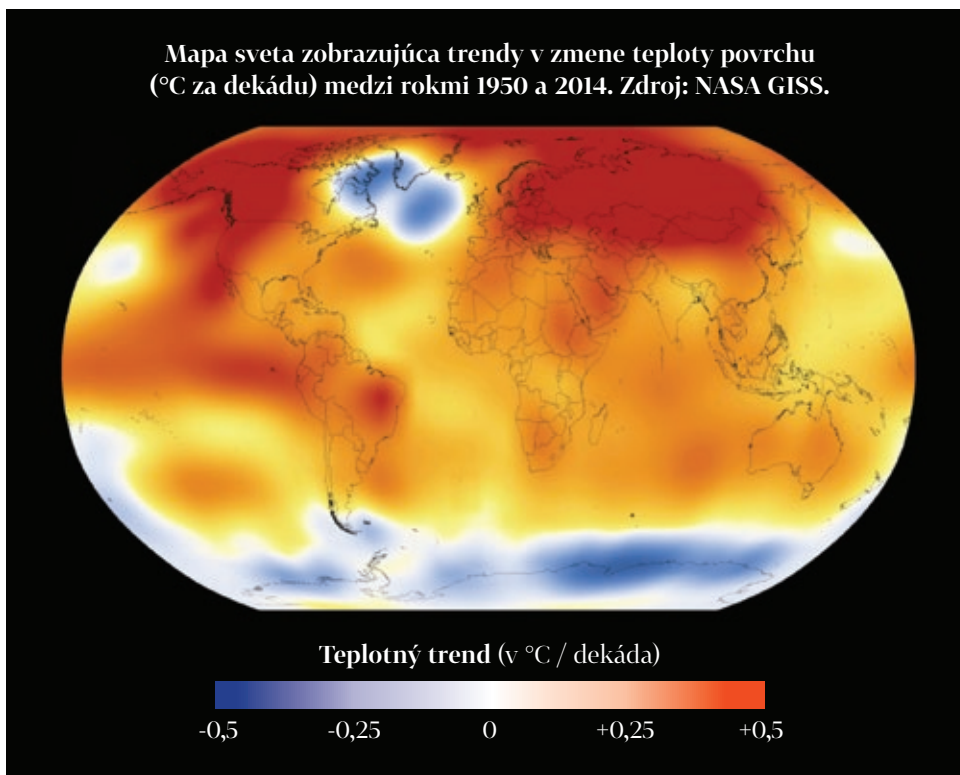 Mapa sveta zobrazujúca trendy v zmene teploty povrchu
(°C za dekádu) medzi rokmi 1950 a 2014. Zdroj: NASA GISS.
Teplotný trend (v °C / dekáda)
-0,5 -0,25 0 +0,25 +0,5